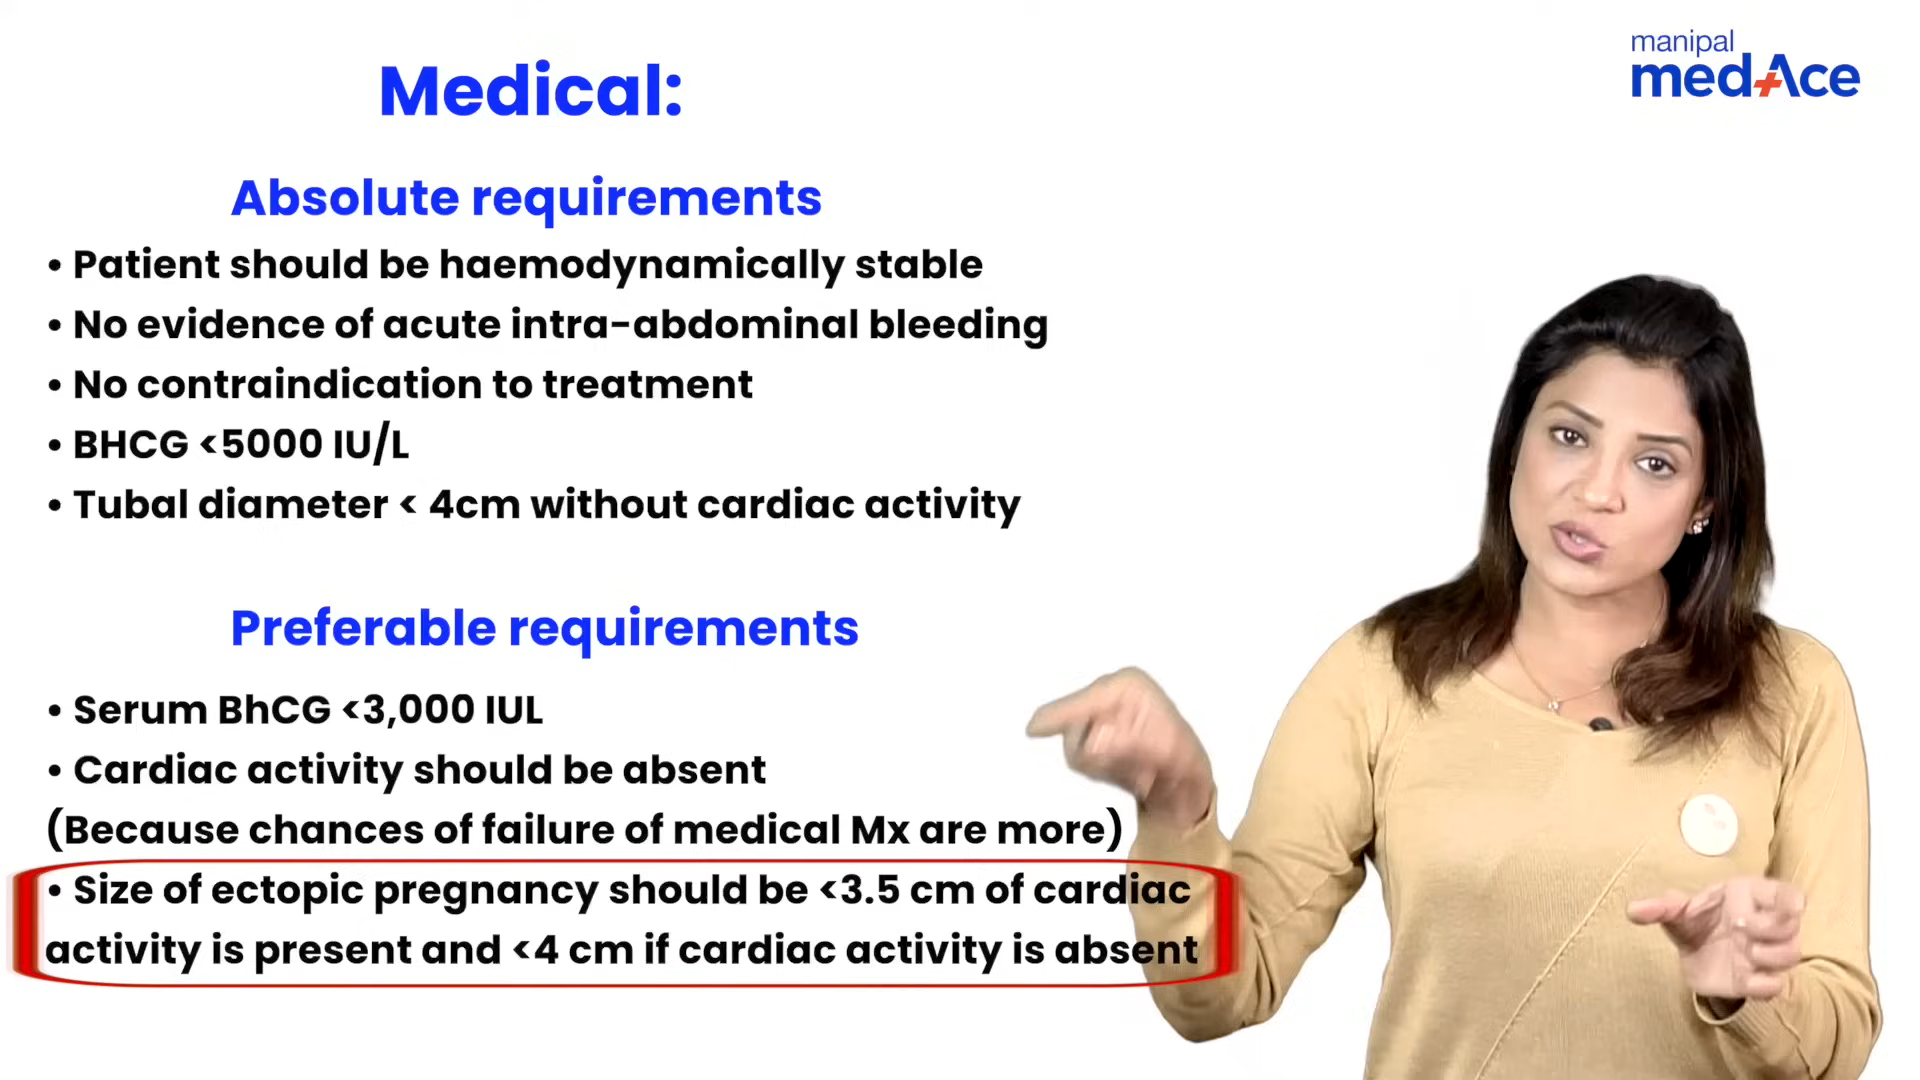 manipal
medAce
Medical:
Absolute requirements
• Patient should be haemodynamically stable
• No evidence of acute intra-abdominal bleeding
• No contraindication to treatment
• BHCG <5000 IU/L
• Tubal diameter < 4cm without cardiac activity
Preferable requirements
• Serum BhCG <3,000 IUL
• Cardiac activity should be absent
(Because chances of failure of medical Mx are more)
• Size of ectopic pregnancy should be <3.5 cm of cardiac
activity is present and <4 cm if cardiac activity is absent